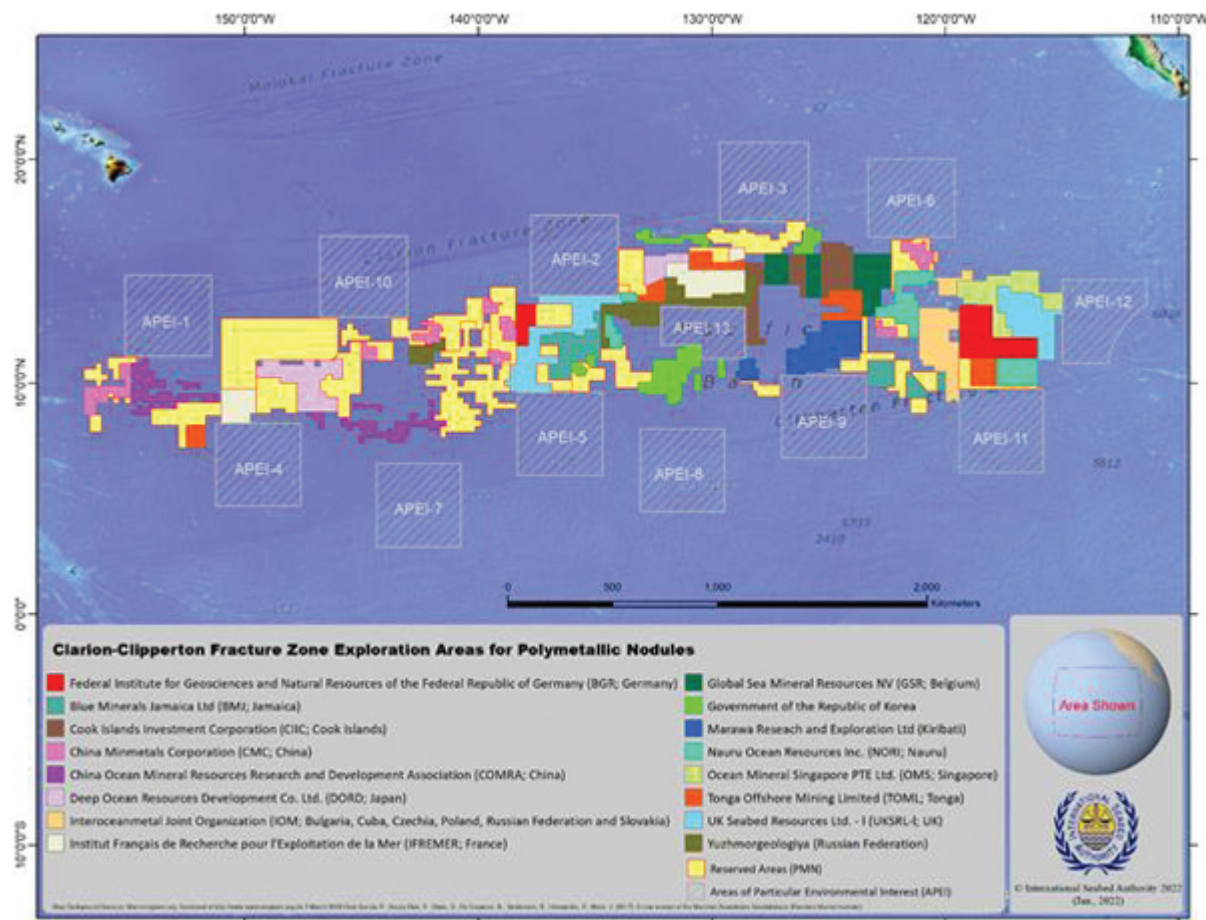 150°0'0"W 140°0'0"W 130°0'0"W 120°0'0"W 110°0'0"W
20°0'0"N
10°0'0"N
0°0'0"
10°0'0"S
Molokai Fracture Zone
Clarion Fracture Zone
APEI-3
APEI-6
APEI-2
APEI-10
APEI-1
APEI-12
APEI-13
APEI-9
APEI-5
APEI-11
APEI-4
APEI-6
APEI-7
Pacific
Basin
5012
5733
2410
0 500 1,000 2,000
Kilometers
Clarion-Clipperton Fracture Zone Exploration Areas for Polymetallic Nodules
Federal Institute for Geosciences and Natural Resources of the Federal Republic of Germany (BGR; Germany)
Blue Minerals Jamaica Ltd (BMJ; Jamaica)
Cook Islands Investment Corporation (CIIC; Cook Islands)
China Minmetals Corporation (CMC; China)
China Ocean Mineral Resources Research and Development Association (COMRA; China)
Deep Ocean Resources Development Co. Ltd. (DORD; Japan)
Interoceanmetal Joint Organization (IOM; Bulgaria, Cuba, Czechia, Poland, Russian Federation and Slovakia)
Institut Français de Recherche pour l'Exploitation de la Mer (IFREMER; France)
Global Sea Mineral Resources NV (GSR; Belgium)
Government of the Republic of Korea
Marawa Reseach and Exploration Ltd (Kiribati)
Nauru Ocean Resources Inc. (NORI; Nauru)
Ocean Mineral Singapore PTE Ltd. (OMS; Singapore)
Tonga Offshore Mining Limited (TOML; Tonga)
UK Seabed Resources Ltd. - I (UKSRL-I; UK)
Yuzhmorgeologiya (Russian Federation)
Reserved Areas (PMN)
Areas of Particular Environmental Interest (APEI)
Area Shown
INTERNATIONAL SEABED
AUTHORITY
© International Seabed Authority 2022
(Jan., 2022)